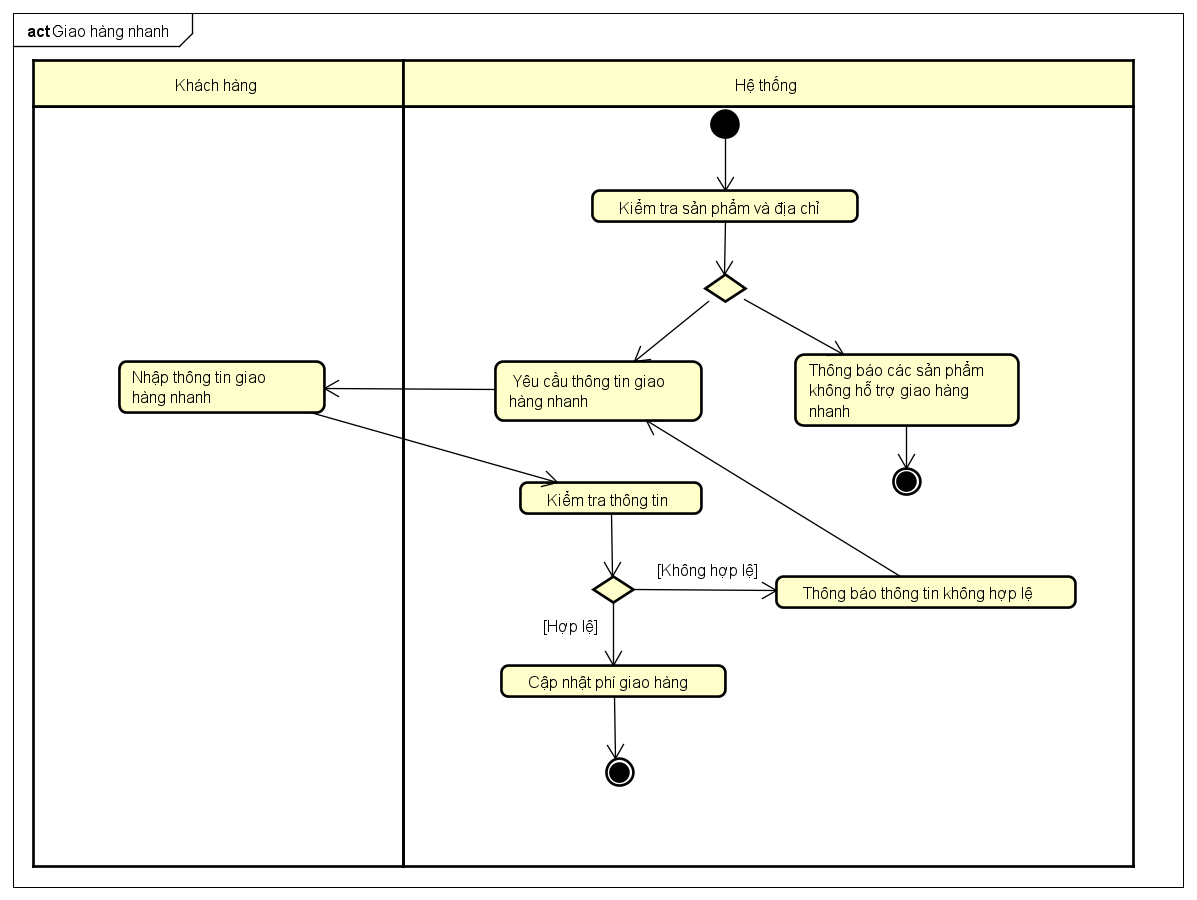 act Giao hàng nhanh
Khách hàng
Hệ thống
Kiểm tra sản phẩm và địa chỉ
Nhập thông tin giao
hàng nhanh
Yêu cầu thông tin giao
hàng nhanh
Thông báo các sản phẩm
không hỗ trợ giao hàng
nhanh
Kiểm tra thông tin
[Không hợp lệ]
Thông báo thông tin không hợp lệ
[Hợp lệ]
Cập nhật phí giao hàng